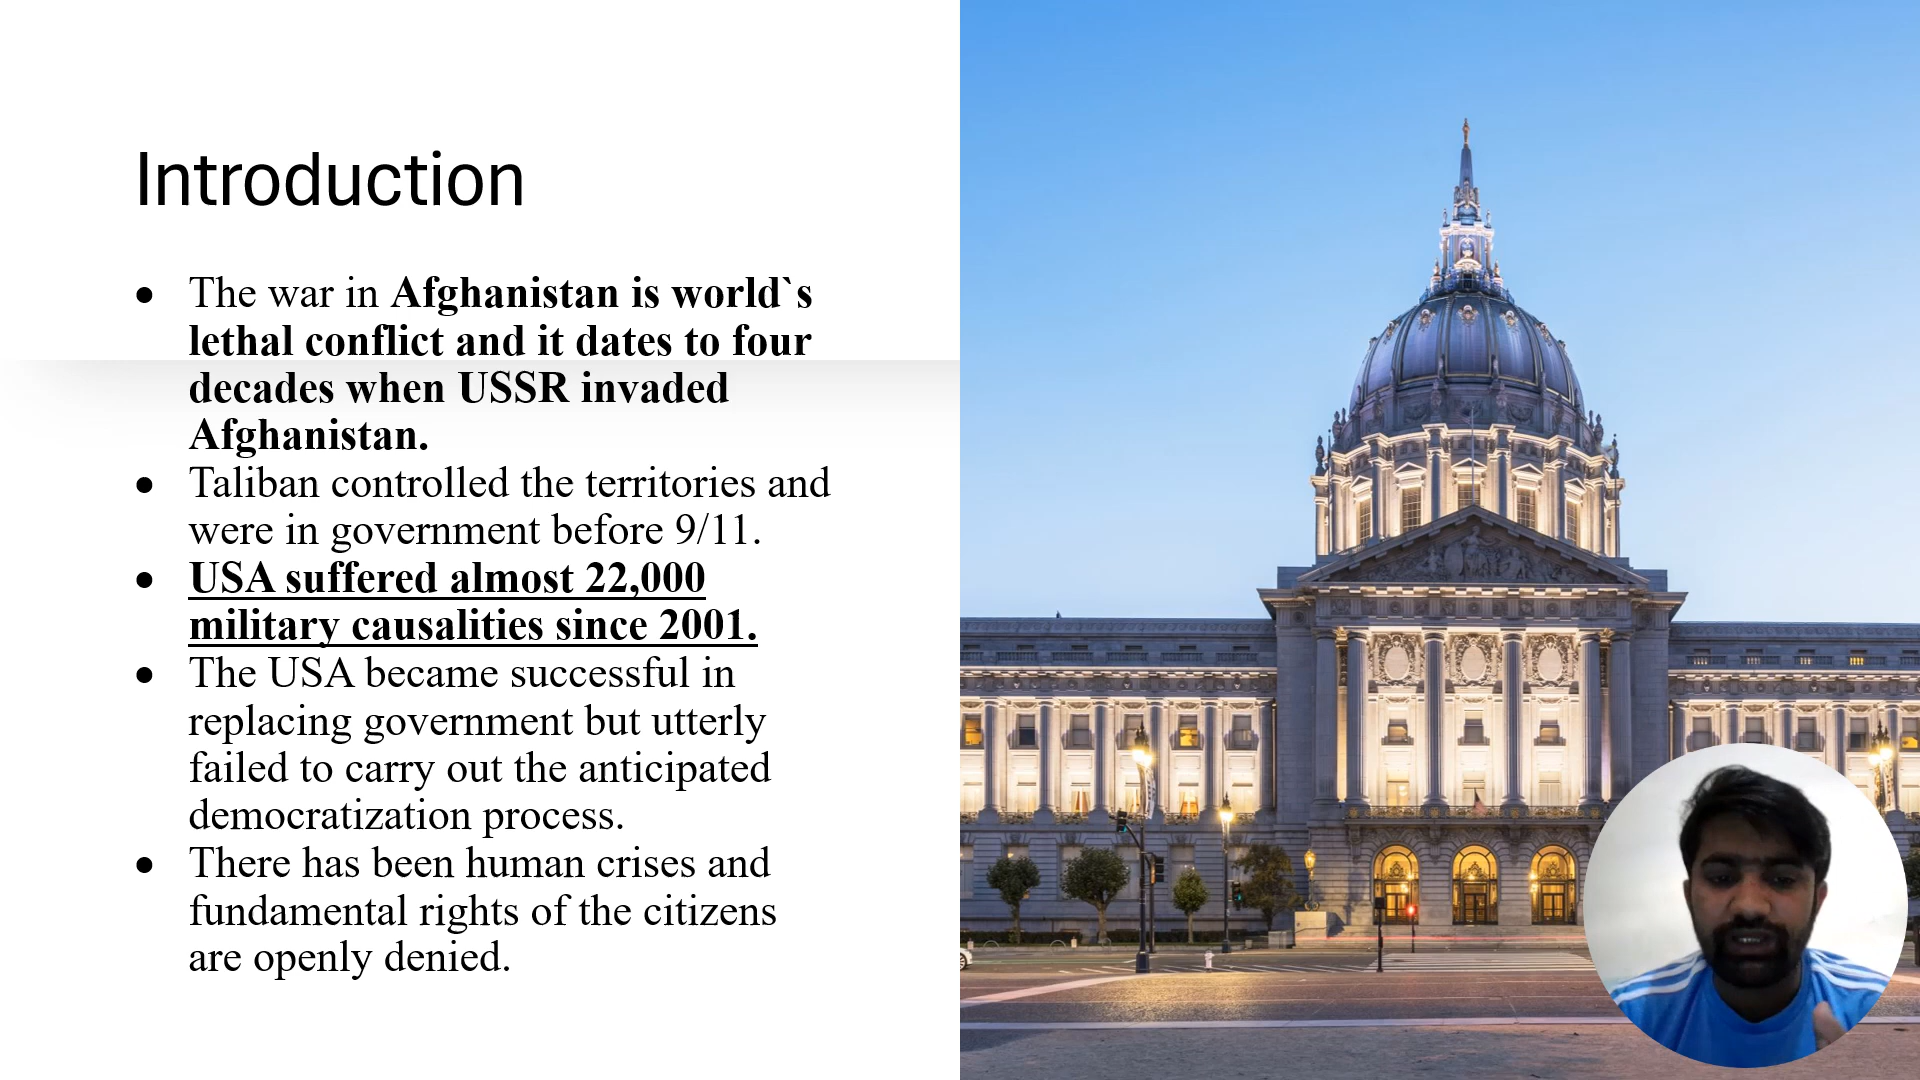 Introduction
• The war in Afghanistan is world`s
lethal conflict and it dates to four
decades when USSR invaded
Afghanistan.
• Taliban controlled the territories and
were in government before 9/11.
• USA suffered almost 22,000
military causalities since 2001.
• The USA became successful in
replacing government but utterly
failed to carry out the anticipated
democratization process.
• There has been human crises and
fundamental rights of the citizens
are openly denied.